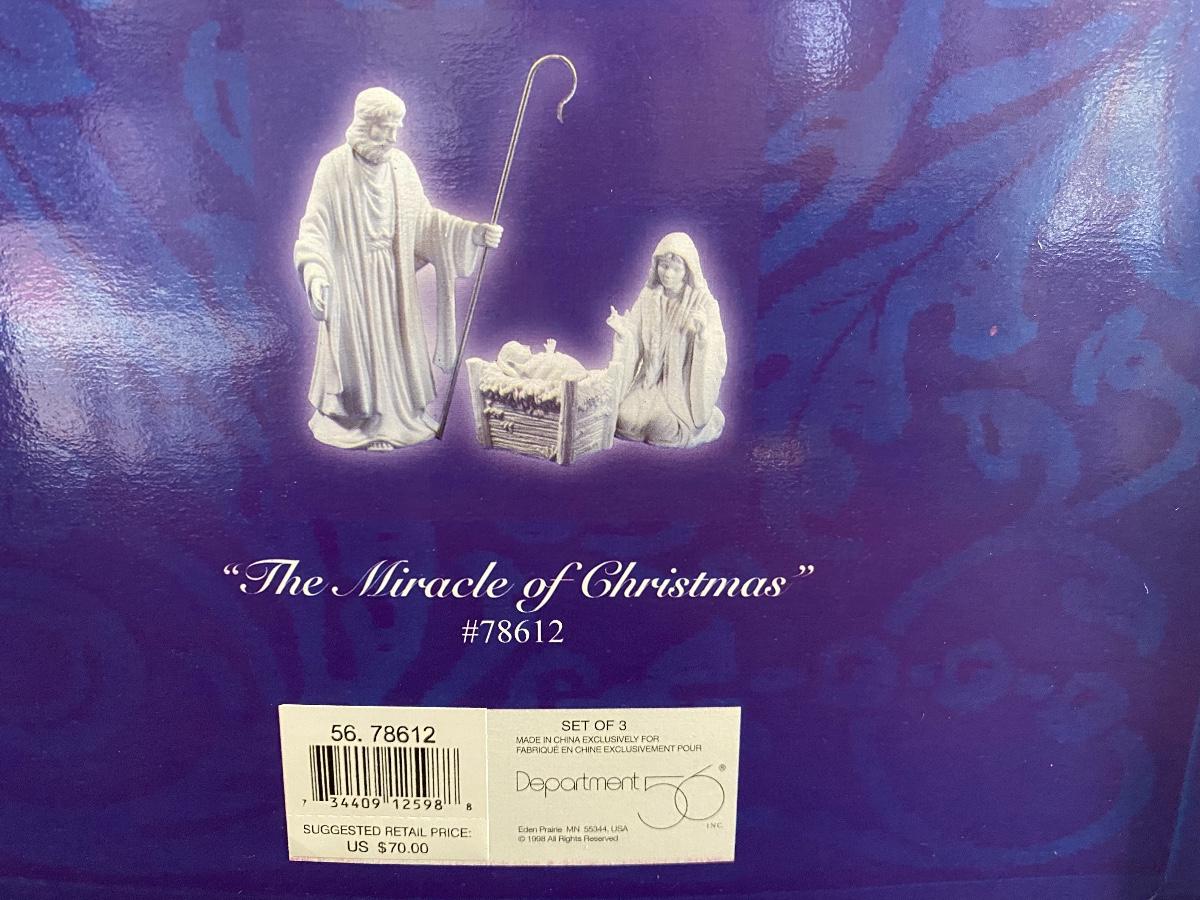 “The Miracle of Christmas”
#78612
56. 78612
7 34409 12598 8
SUGGESTED RETAIL PRICE:
US $70.00
SET OF 3
MADE IN CHINA EXCLUSIVELY FOR
FABRIQUÉ EN CHINE EXCLUSIVEMENT POUR
Department 56®
INC.
Eden Prairie MN 55344, USA
© 1998 All Rights Reserved